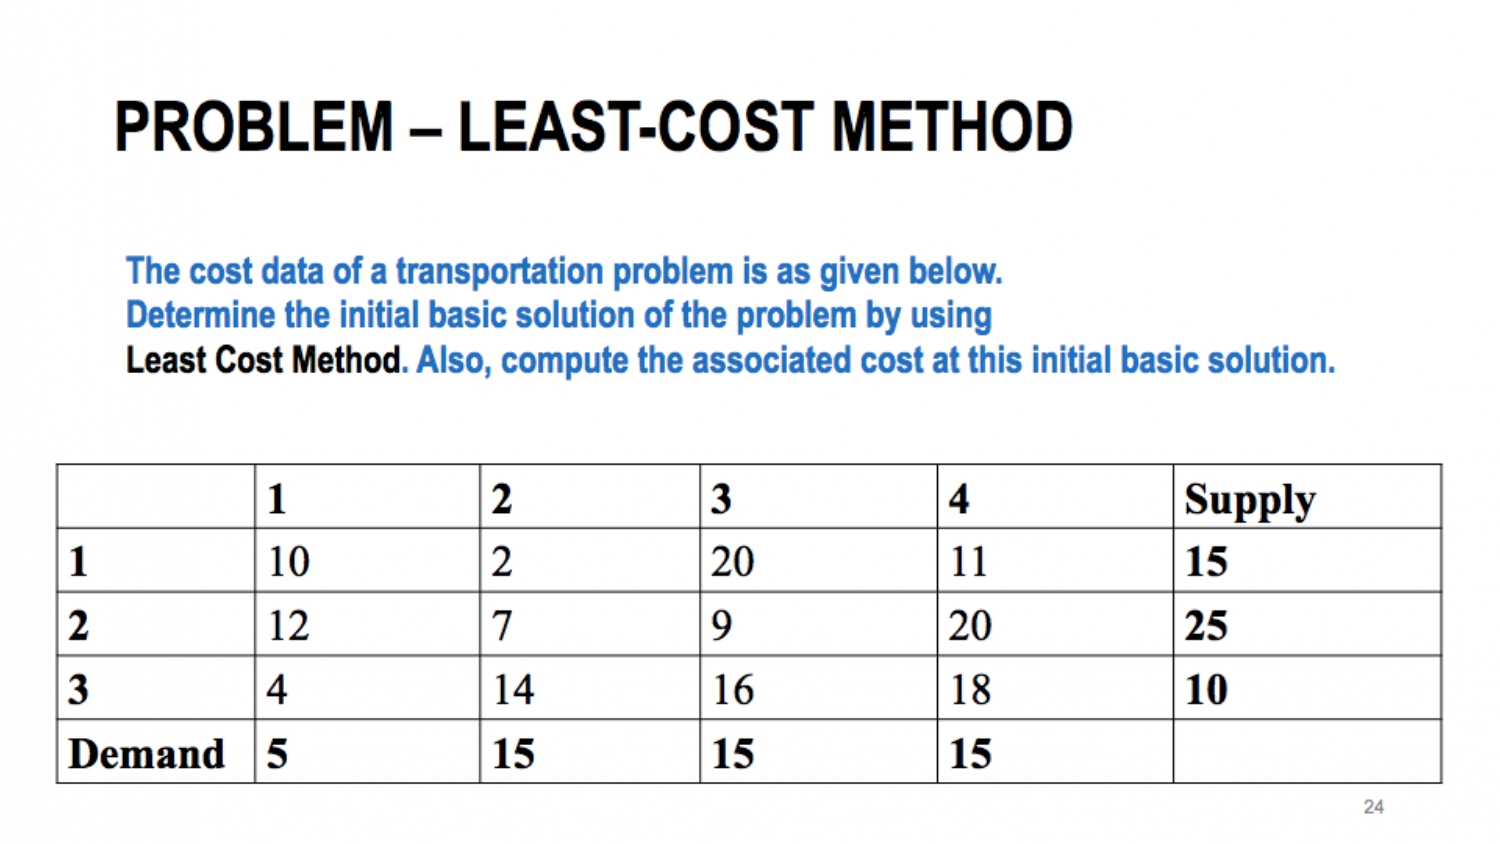 PROBLEM – LEAST-COST METHOD
The cost data of a transportation problem is as given below.
Determine the initial basic solution of the problem by using
Least Cost Method. Also, compute the associated cost at this initial basic solution.
1 2 3 4 Supply
1 10 2 20 11 15
2 12 7 9 20 25
3 4 14 16 18 10
Demand 5 15 15 15
24